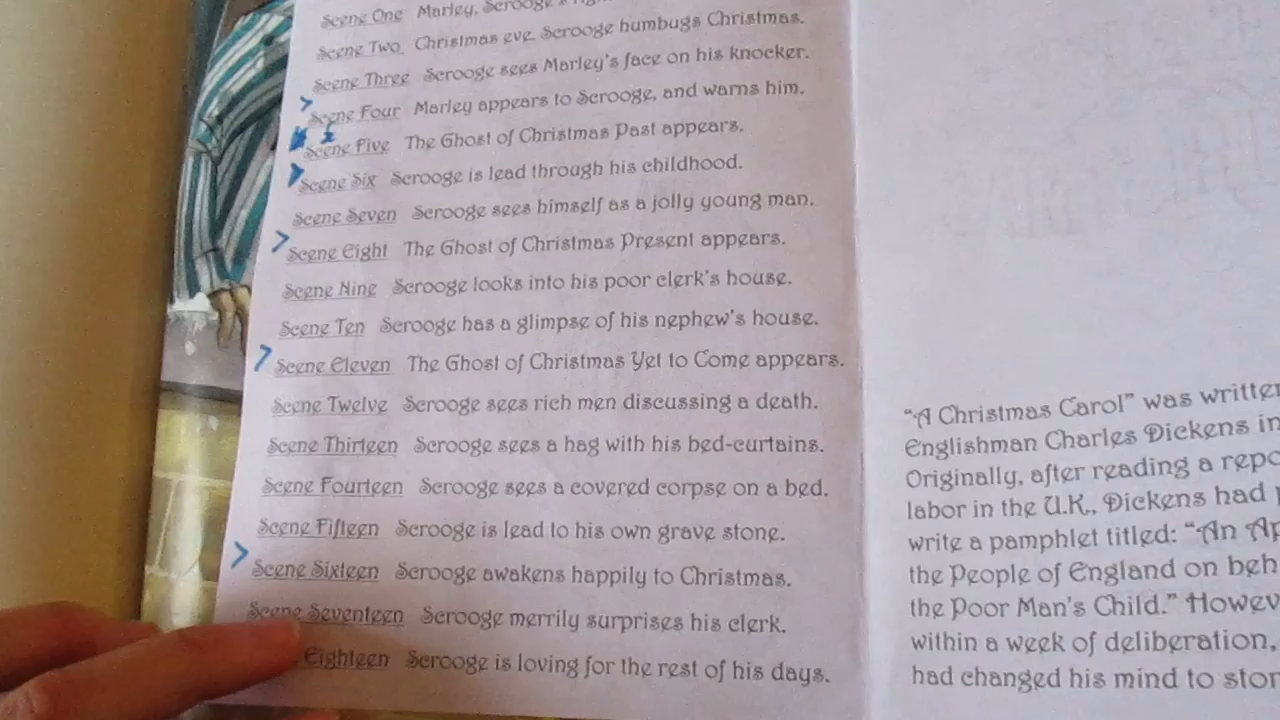 Scene One Marley, Scrooge's
Scene Two Christmas eve. Scrooge humbugs Christmas.
Scene Three Scrooge sees Marley's face on his knocker.
Scene Four Marley appears to Scrooge, and warns him.
Scene Five The Ghost of Christmas Past appears.
Scene Six Scrooge is lead through his childhood.
Scene Seven Scrooge sees himself as a jolly young man.
Scene Eight The Ghost of Christmas Present appears.
Scene Nine Scrooge looks into his poor clerk's house.
Scene Ten Scrooge has a glimpse of his nephew's house.
Scene Eleven The Ghost of Christmas Yet to Come appears.
Scene Twelve Scrooge sees rich men discussing a death.
Scene Thirteen Scrooge sees a hag with his bed-curtains.
Scene Fourteen Scrooge sees a covered corpse on a bed.
Scene Fifteen Scrooge is lead to his own grave stone.
Scene Sixteen Scrooge awakens happily to Christmas.
Scene Seventeen Scrooge merrily surprises his clerk.
Eighteen Scrooge is loving for the rest of his days.
"A Christmas Carol" was written
Englishman Charles Dickens in
Originally, after reading a
labor in the U.K., Dickens had
write a pamphlet titled: "An
the People of England on
the Poor Man's Child."
within a week of deliberation,
had changed his mind to